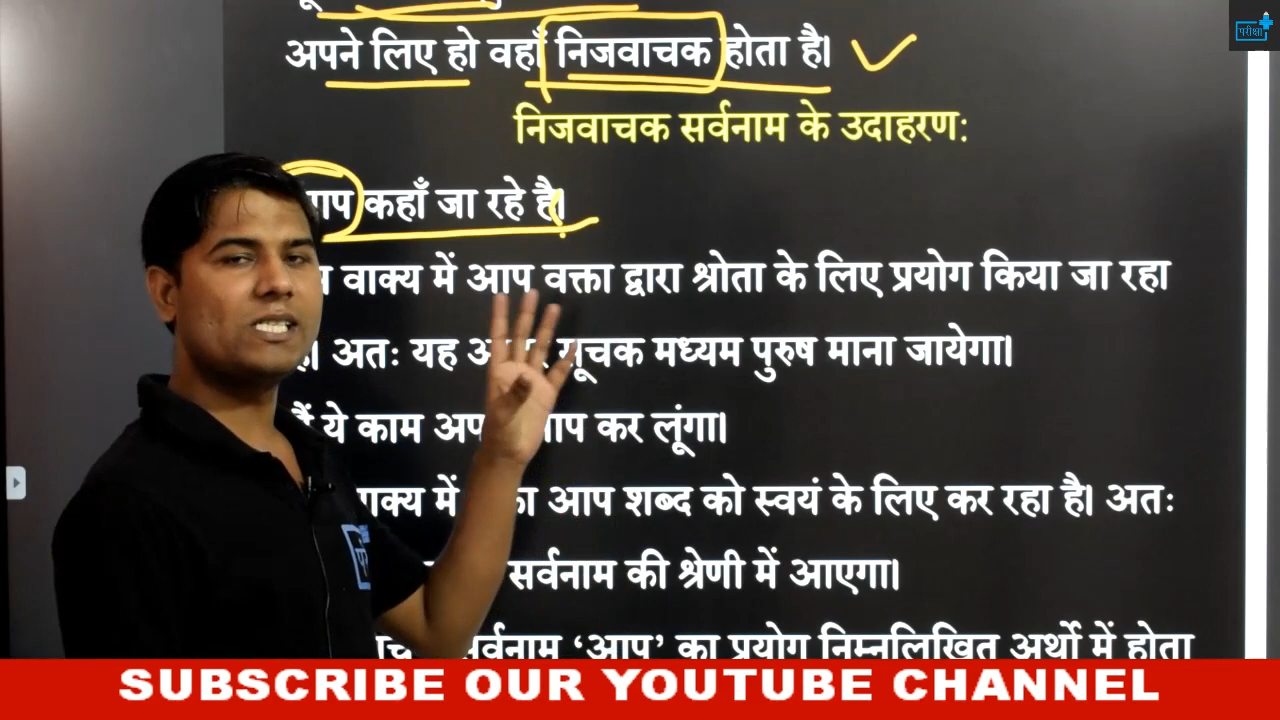 परीक्षा
अपने लिए हो वहाँ निजवाचक होता है।
निजवाचक सर्वनाम के उदाहरण:
कहाँ जा रहे है।
वाक्य में आप वक्ता द्वारा श्रोता के लिए प्रयोग किया जा रहा
अतः यह सूचक मध्यम पुरुष माना जायेगा।
ये काम कर लूंगा।
में आप शब्द को स्वयं के लिए कर रहा है। अतः
सर्वनाम की श्रेणी में आएगा।
सर्वनाम ‘आप’ का प्रयोग निम्नलिखित अर्थो में होता
SUBSCRIBE OUR YOUTUBE CHANNEL